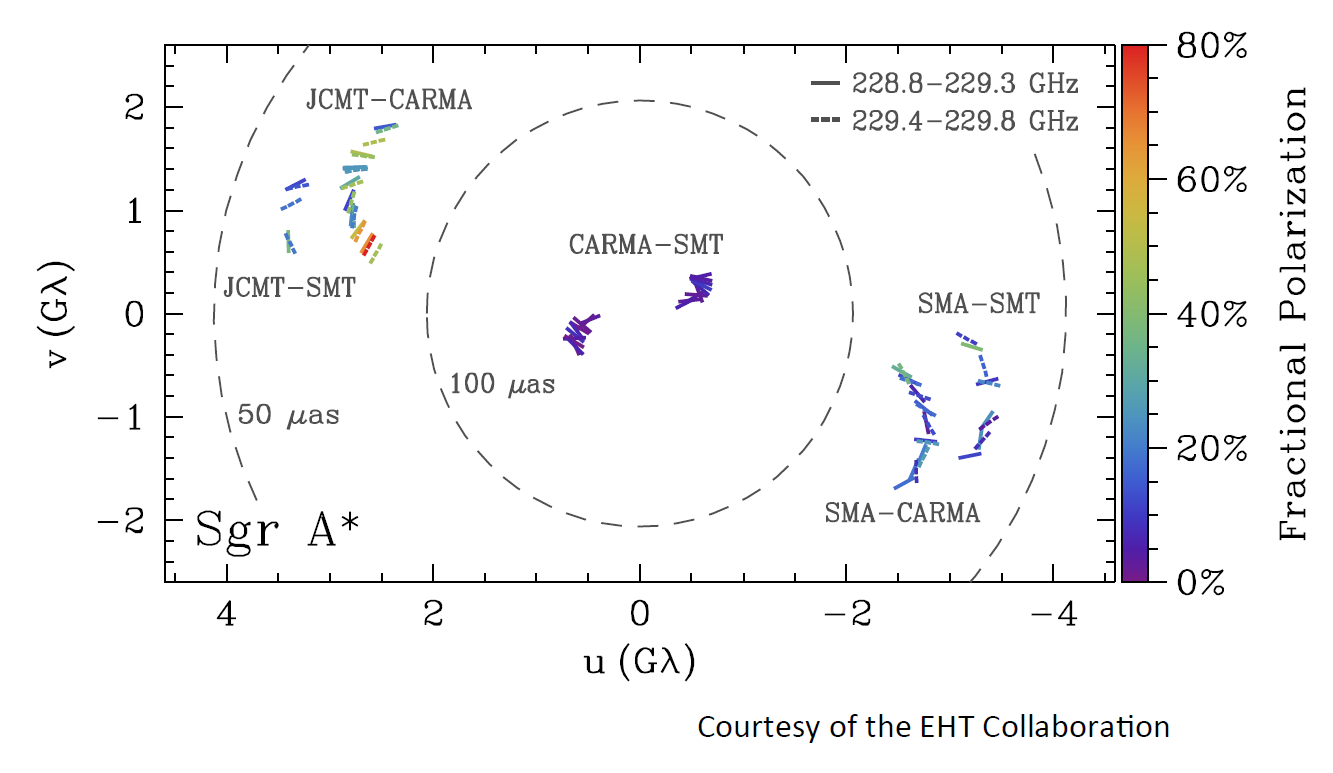 JCMT−CARMA
228.8−229.3 GHz
229.4−229.8 GHz
CARMA−SMT
JCMT−SMT
SMA−SMT
100 μas
50 μas
SMA−CARMA
Sgr A*
2
1
0
−1
−2
v (Gλ)
4
2
0
−2
−4
u (Gλ)
80%
60%
40%
20%
0%
Fractional Polarization
Courtesy of the EHT Collaboration